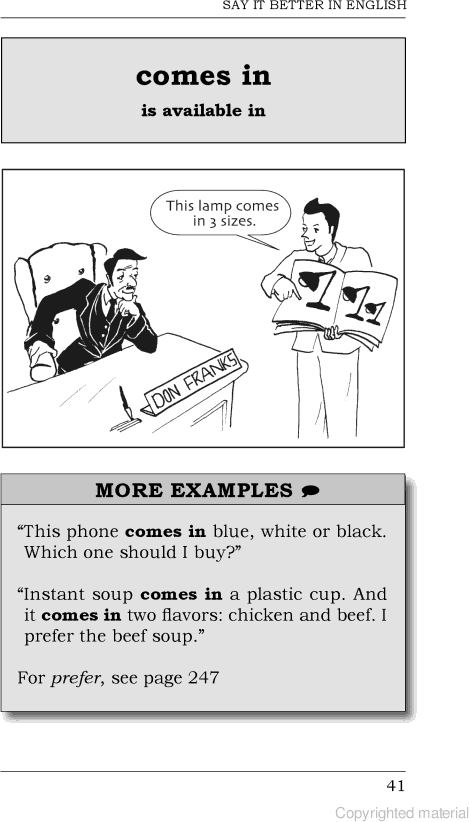 SAY IT BETTER IN ENGLISH
comes in
is available in
This lamp comes
in 3 sizes.
DON FRANKS
MORE EXAMPLES
“This phone comes in blue, white or black.
Which one should I buy?”
“Instant soup comes in a plastic cup. And
it comes in two flavors: chicken and beef. I
prefer the beef soup.”
For prefer, see page 247
41
Copyrighted material